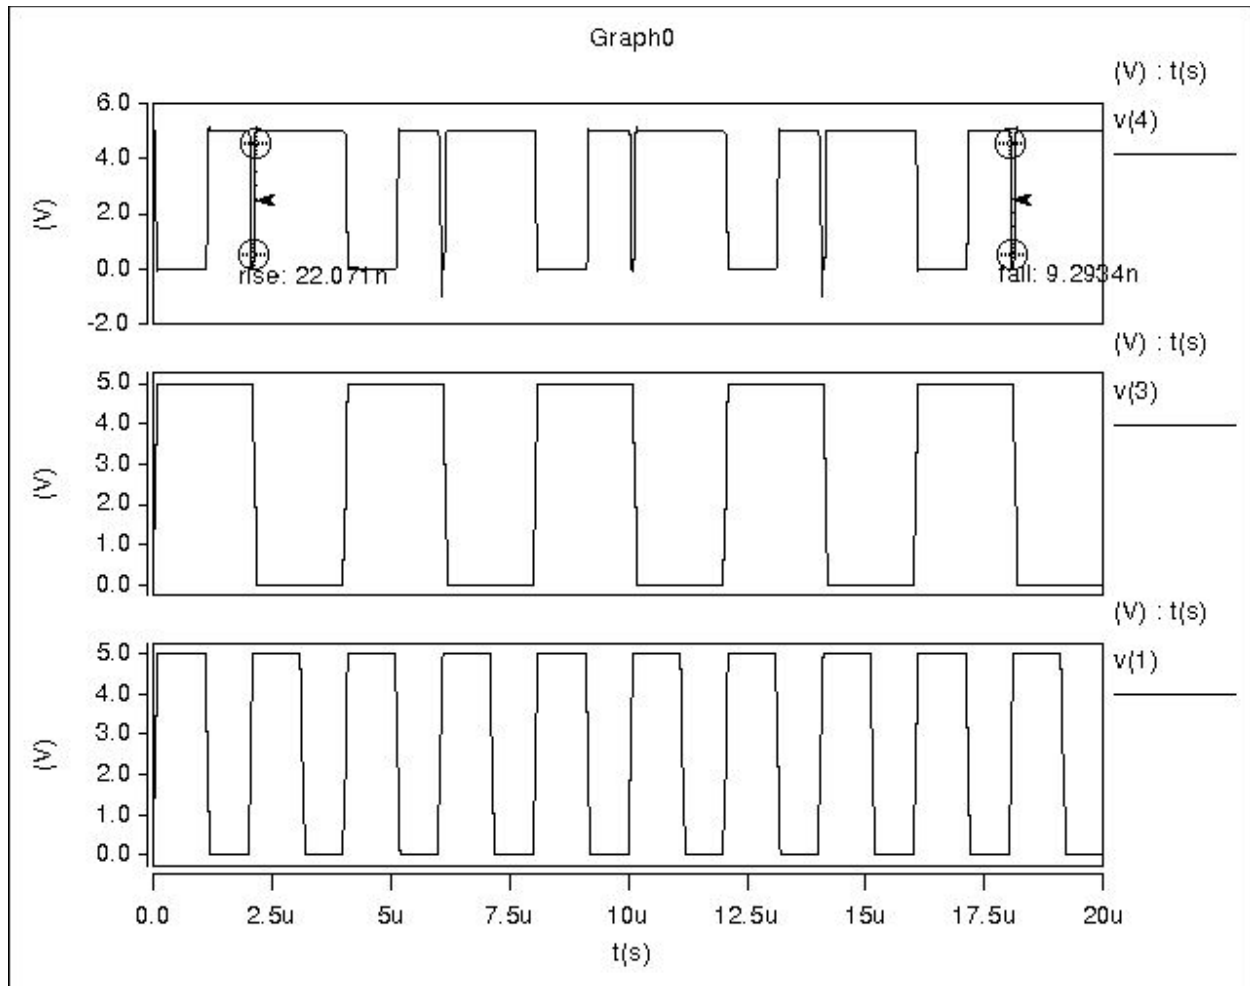 Graph0
(V) : t(s)
v(4)
6.0
4.0
2.0
0.0
-2.0
(V)
rise: 22.071n
fall: 9.2934n
(V) : t(s)
v(3)
5.0
4.0
3.0
2.0
1.0
0.0
(V)
(V) : t(s)
v(1)
5.0
4.0
3.0
2.0
1.0
0.0
(V)
0.0 2.5u 5u 7.5u 10u 12.5u 15u 17.5u 20u
t(s)